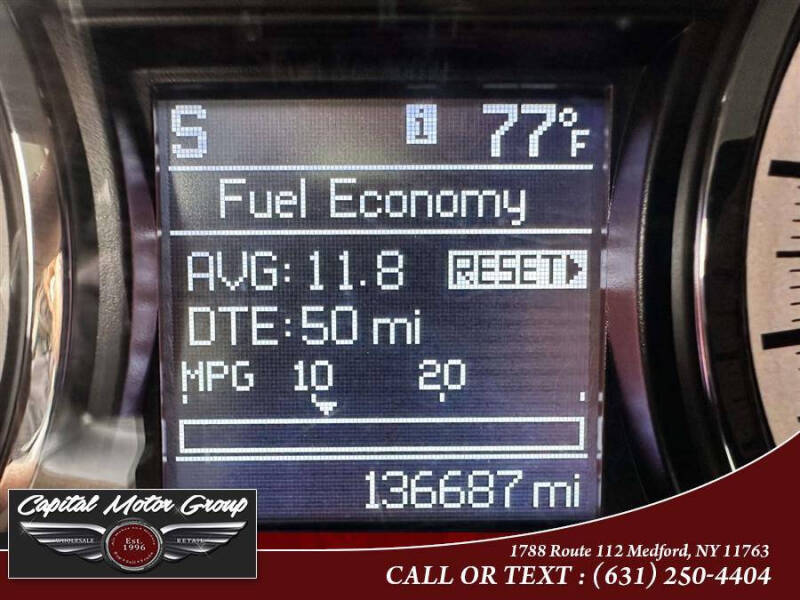 S i 77°F
Fuel Economy
AVG: 11.8 RESET
DTE: 50 mi
MPG 10 20
136687 mi
Capital Motor Group
WHOLESALE Est. 1996 RETAIL
1788 Route 112 Medford, NY 11763
CALL OR TEXT : (631) 250-4404